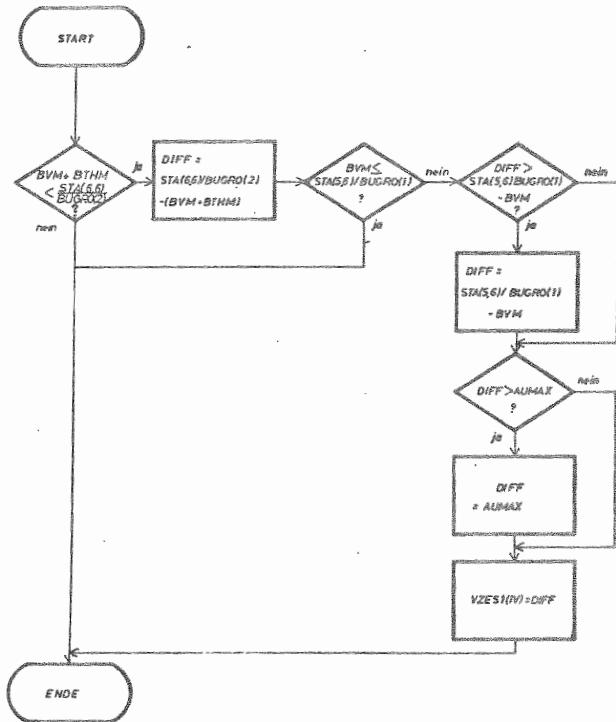 START
BVM+ BTHM
< STA(6,6)
BUGRO(2)
?
ja
nein
DIFF =
STA(6,6)/BUGRO(2)
-(BVM+BTHM)
BVM≤
STA(5,6)/BUGRO(1)
?
nein
ja
DIFF >
STA(5,6)BUGRO(1)
- BVM
?
nein
ja
DIFF =
STA(5,6)/ BUGRO(1)
- BVM
DIFF>AUMAX
?
nein
ja
DIFF
= AUMAX
VZES1(IV)=DIFF
ENDE